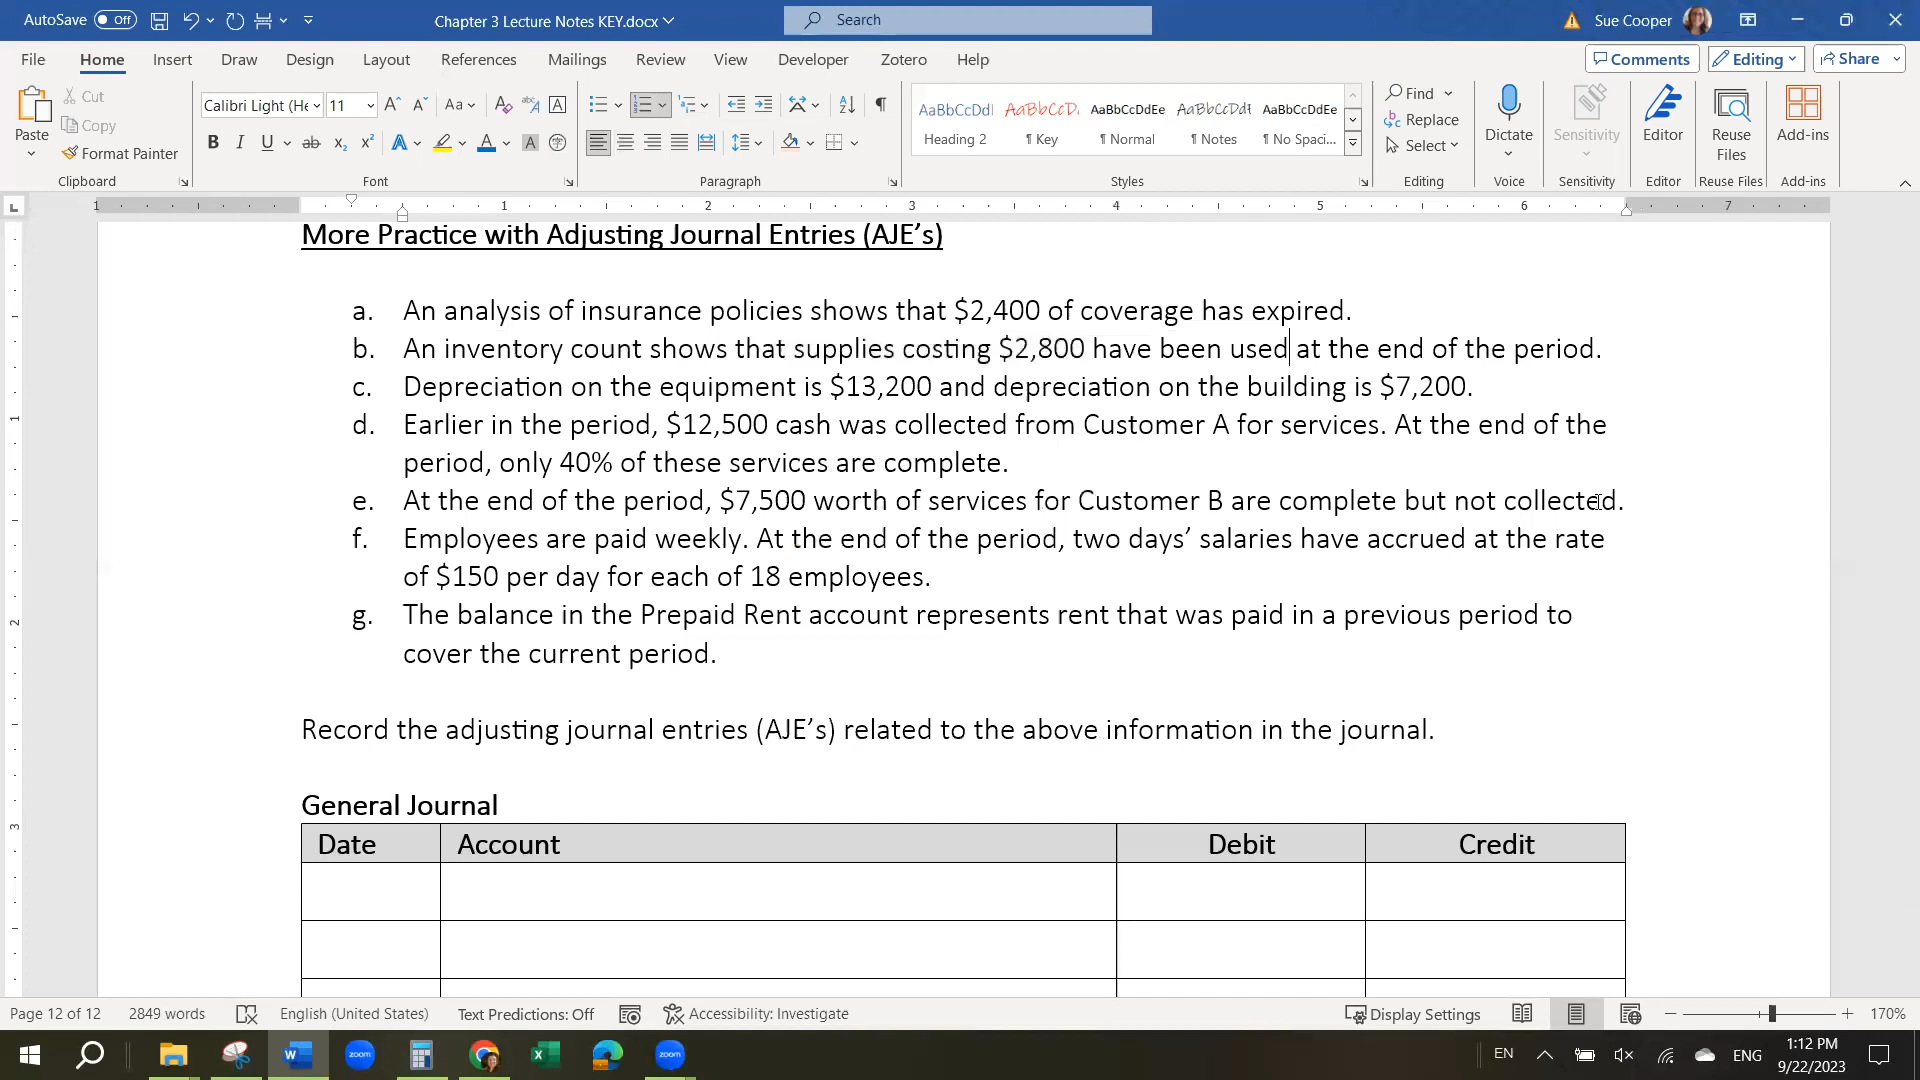 AutoSave Off Chapter 3 Lecture Notes KEY.docx Search Sue Cooper
File Home Insert Draw Design Layout References Mailings Review View Developer Zotero Help Comments Editing Share
Paste Cut Copy Format Painter Clipboard
Calibri Light (He 11 Font
Paragraph
AaBbCcDd AaBbCcD AaBbCcDdEe AaBbCcDdE AaBbCcDdEe
Heading 2 ¶ Key ¶ Normal ¶ Notes ¶ No Spaci...
Styles
Find Replace Select Editing
Dictate Voice
Sensitivity Sensitivity
Editor Editor
Reuse Files Reuse Files
Add-ins Add-ins
1 1 2 3 4 5 6 7
More Practice with Adjusting Journal Entries (AJE’s)
a. An analysis of insurance policies shows that $2,400 of coverage has expired.
b. An inventory count shows that supplies costing $2,800 have been used at the end of the period.
c. Depreciation on the equipment is $13,200 and depreciation on the building is $7,200.
d. Earlier in the period, $12,500 cash was collected from Customer A for services. At the end of the
period, only 40% of these services are complete.
e. At the end of the period, $7,500 worth of services for Customer B are complete but not collected.
f. Employees are paid weekly. At the end of the period, two days’ salaries have accrued at the rate
of $150 per day for each of 18 employees.
g. The balance in the Prepaid Rent account represents rent that was paid in a previous period to
cover the current period.
Record the adjusting journal entries (AJE’s) related to the above information in the journal.
General Journal
Date Account Debit Credit
Page 12 of 12 2849 words English (United States) Text Predictions: Off Accessibility: Investigate Display Settings 170%
EN ENG 1:12 PM
9/22/2023